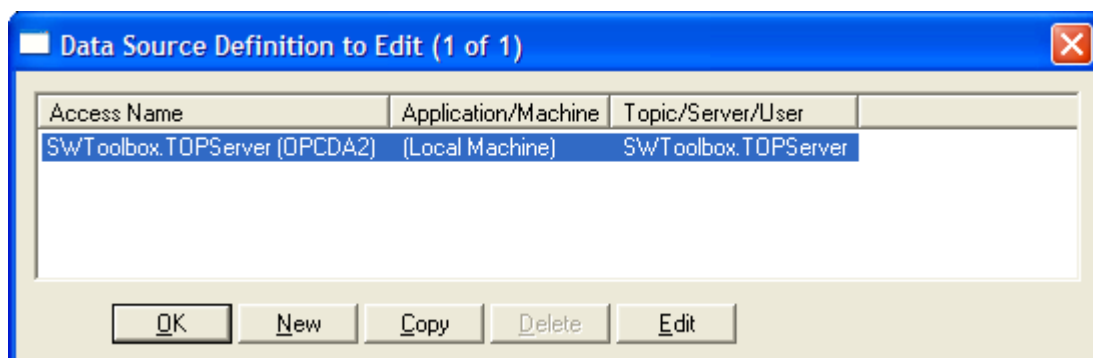 Data Source Definition to Edit (1 of 1)
Access Name Application/Machine Topic/Server/User
SWToolbox.TOPServer (OPCDA2) (Local Machine) SWToolbox.TOPServer
OK New Copy Delete Edit